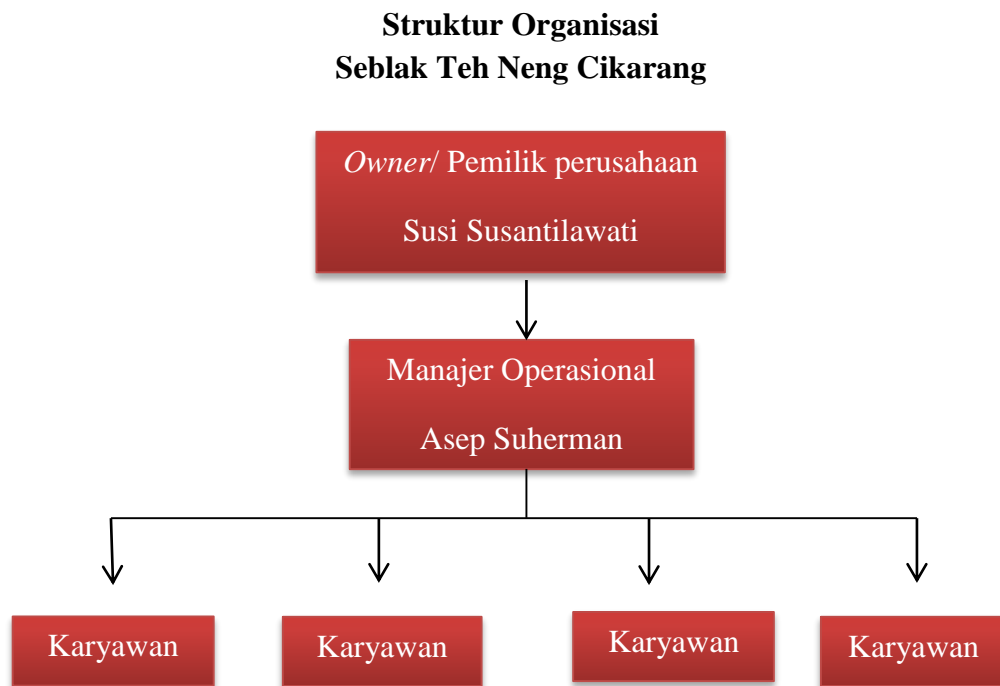 Struktur Organisasi
Seblak Teh Neng Cikarang
Owner/ Pemilik perusahaan
Susi Susantilawati
Manajer Operasional
Asep Suherman
Karyawan
Karyawan
Karyawan
Karyawan